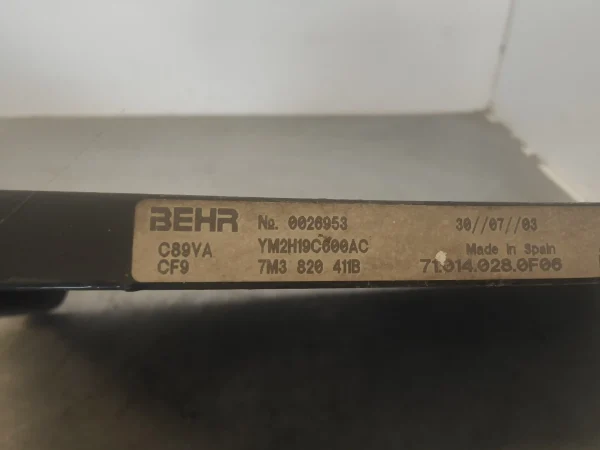 BEHR № 0026953 30//07//03
C89VA YM2H19C600AC Made in Spain
CF9 7M3 820 411B 71.014.028.0F06